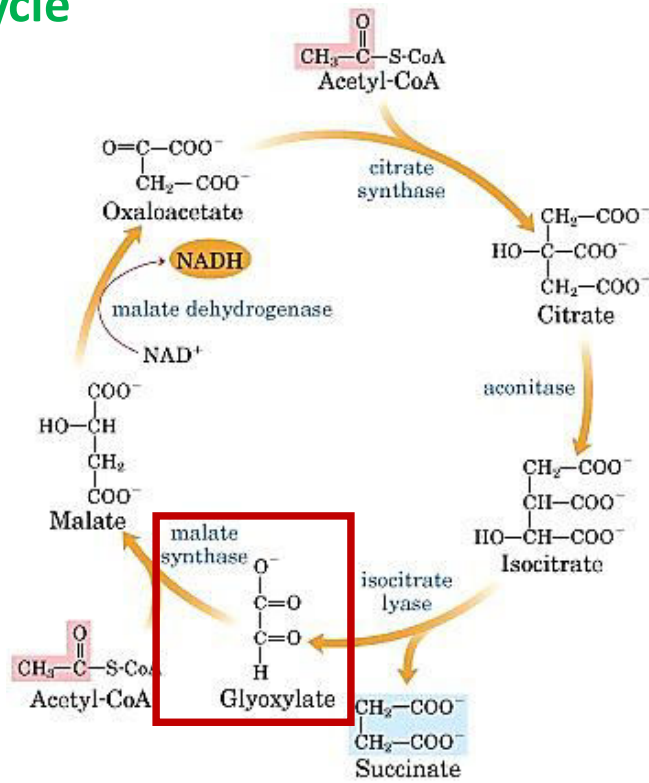 ycle
O
CH₃—C—S-CoA
Acetyl-CoA
O=C—COO⁻
CH₂—COO⁻
Oxaloacetate
citrate
synthase
CH₂—COO⁻
HO—C—COO⁻
CH₂—COO⁻
Citrate
NADH
malate dehydrogenase
NAD⁺
aconitase
COO⁻
HO—CH
CH₂
COO⁻
Malate
CH₂—COO⁻
CH—COO⁻
HO—CH—COO⁻
Isocitrate
malate
synthase
O⁻
C=O
C=O
H
Glyoxylate
isocitrate
lyase
O
CH₃—C—S-CoA
Acetyl-CoA
CH₂—COO⁻
CH₂—COO⁻
Succinate